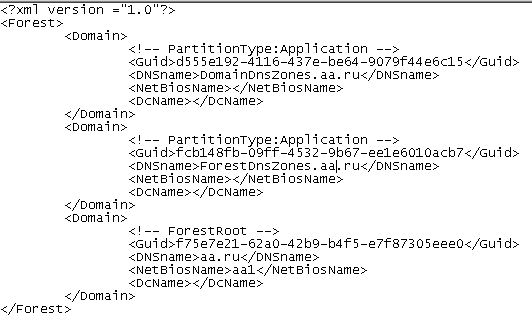 <?xml version ="1.0"?>
<Forest>
<Domain>
<!-- PartitionType:Application -->
<Guid>d555e192-4116-437e-be64-9079f44e6c15</Guid>
<DNSname>DomainDnsZones.aa.ru</DNSname>
<NetBiosName></NetBiosName>
<DcName></DcName>
</Domain>
<Domain>
<!-- PartitionType:Application -->
<Guid>fcb148fb-09ff-4532-9b67-ee1e6010acb7</Guid>
<DNSname>ForestDnsZones.aa.ru</DNSname>
<NetBiosName></NetBiosName>
<DcName></DcName>
</Domain>
<Domain>
<!-- ForestRoot -->
<Guid>f75e7e21-62a0-42b9-b4f5-e7f87305eee0</Guid>
<DNSname>aa.ru</DNSname>
<NetBiosName>aa1</NetBiosName>
<DcName></DcName>
</Domain>
</Forest>